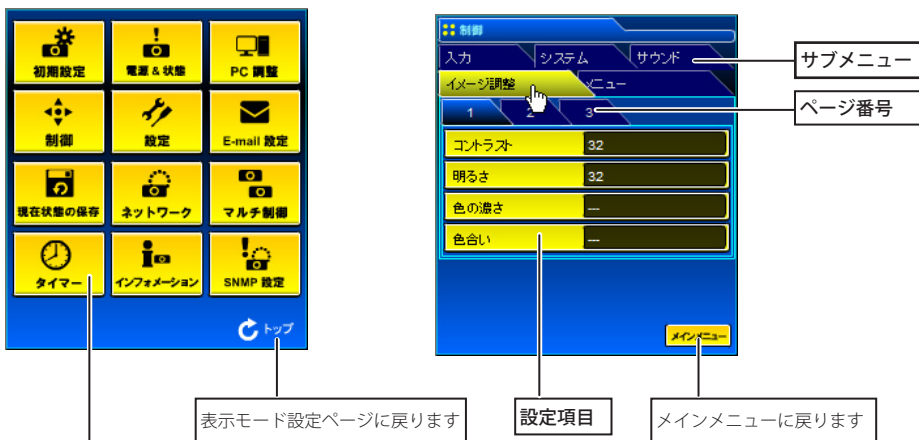 初期設定
電源 & 状態
PC 調整
制御
設定
E-mail 設定
現在状態の保存
ネットワーク
マルチ制御
タイマー
インフォメーション
SNMP 設定
トップ
表示モード設定ページに戻ります
制御
入力
システム
サウンド
イメージ調整
メニュー
1
2
3
コントラスト
32
明るさ
32
色の濃さ
---
色合い
---
メインメニュー
サブメニュー
ページ番号
設定項目
メインメニューに戻ります